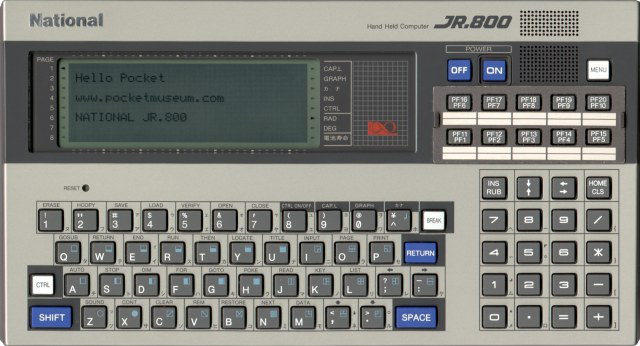 National
Hand Held Computer JR.800
PAGE
1
2
3
4
5
6
7
8
Hello Pocket
www.pocketmuseum.com
NATIONAL JR.800
CAP.L
GRAPH
INS
CTRL
RAD
DEG
POWER
OFF ON MENU
PF16 PF17 PF18 PF19 PF20
PF6 PF7 PF8 PF9 PF10
PF11 PF12 PF13 PF14 PF15
PF1 PF2 PF3 PF4 PF5
RESET
ERASE HCOPY SAVE LOAD VERIFY OPEN CLOSE CTRL ON/OFF CAP.L GRAPH
! " # $ % & ' ( )
1 2 3 4 5 6 7 8 9 0 BREAK
GOSUB RETURN END RUN THEN LOCATE TITLE INPUT PAGE PRINT
Q W E R T Y U I O P RETURN
AUTO STOP DIM FOR GOTO POKE READ KEY LIST ← →
CTRL A S D F G H J K L
SOUND CONT CLEAR REM RESTORE NEXT DATA
SHIFT Z X C V B N M SPACE
INS RUB ↓ ↑ ← → HOME CLS
7 8 9 /
4 5 6 *
1 2 3 −
0 . = +